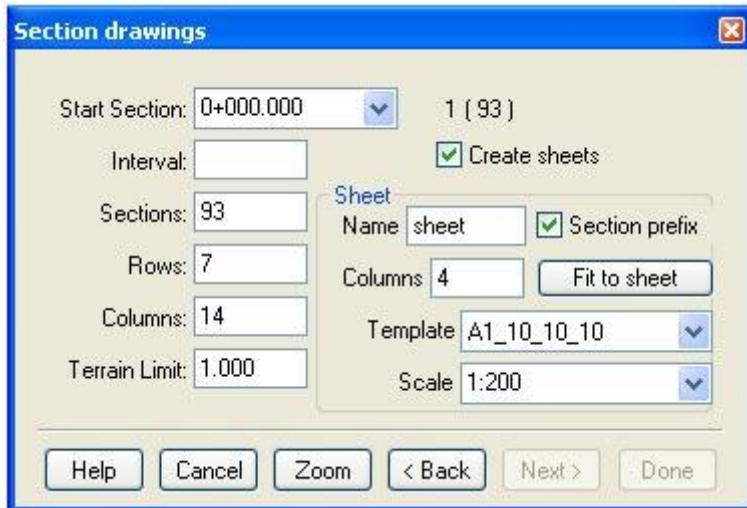 Section drawings
Start Section: 0+000.000 1 ( 93 )
Interval: Create sheets
Sheet
Sections: 93 Name sheet Section prefix
Rows: 7 Columns 4 Fit to sheet
Columns: 14 Template A1_10_10_10
Terrain Limit: 1.000 Scale 1:200
Help Cancel Zoom < Back Next > Done